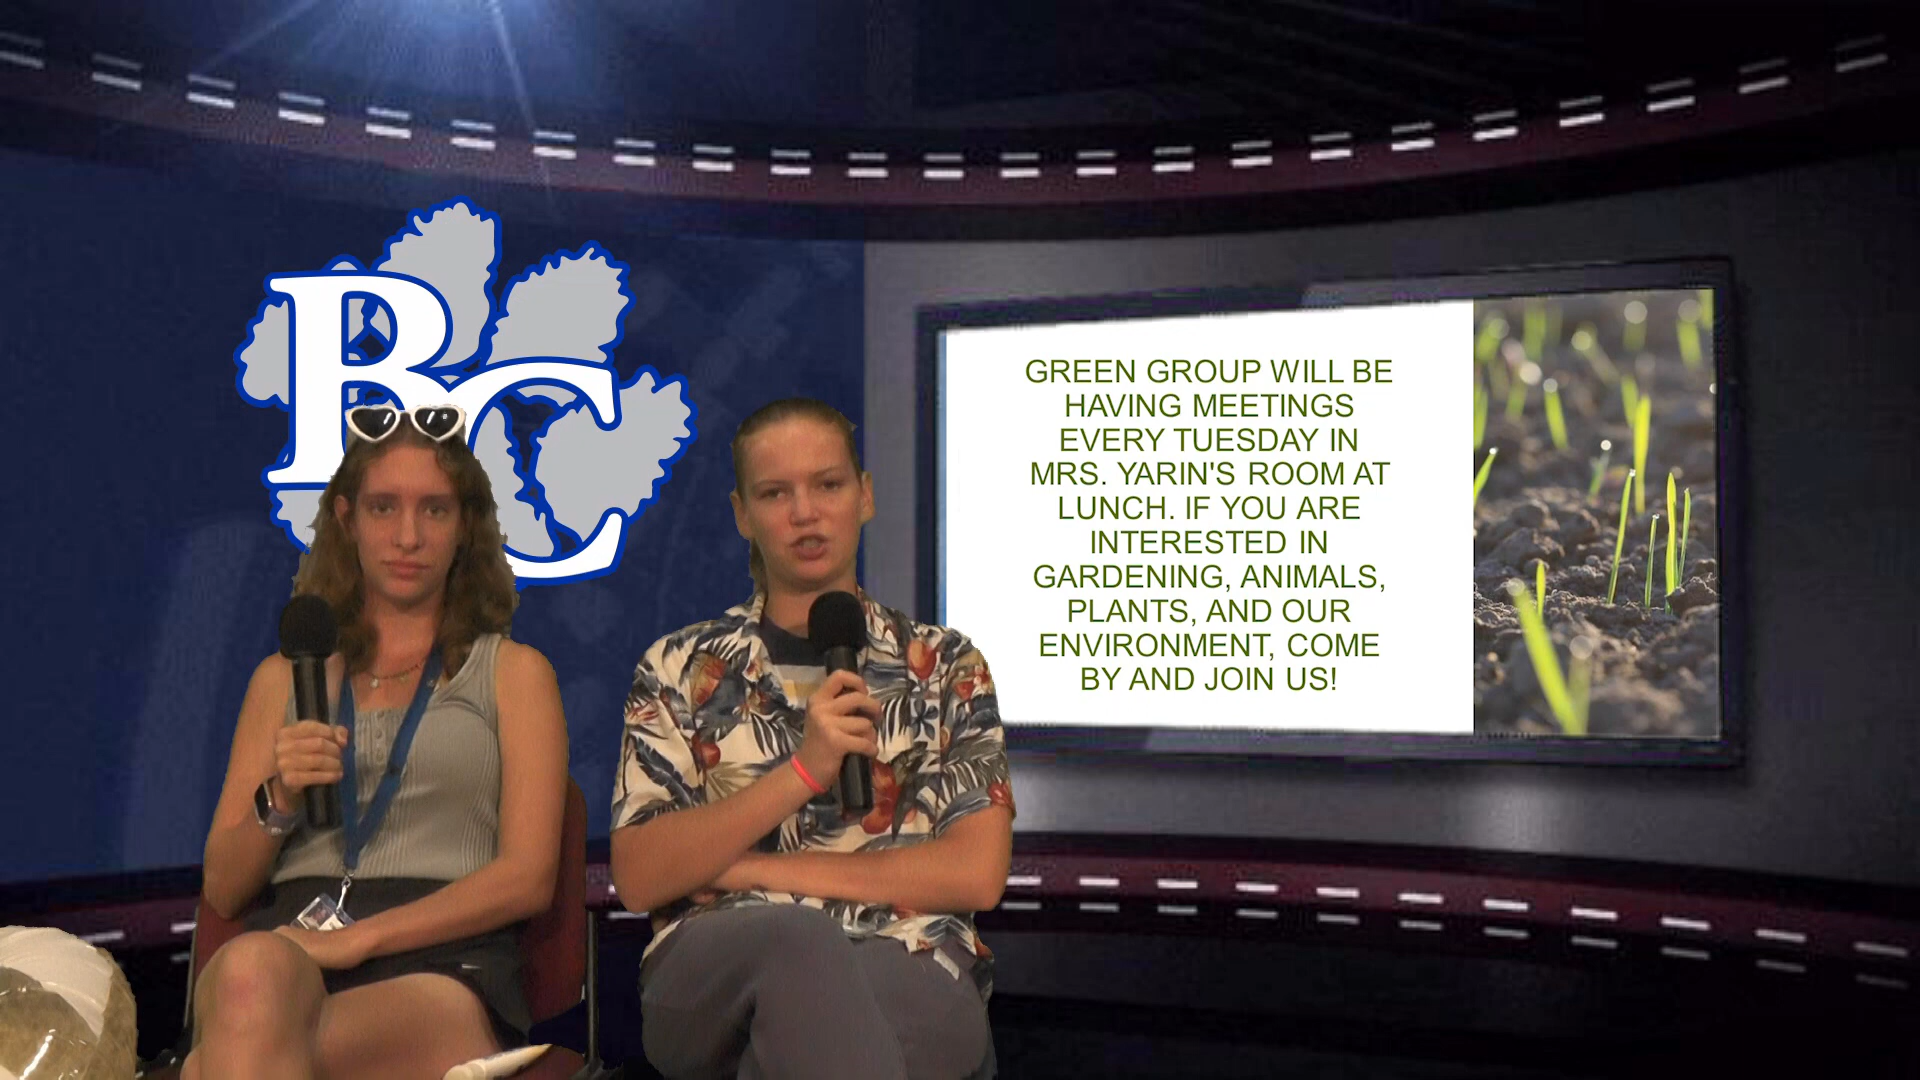 BC
GREEN GROUP WILL BE
HAVING MEETINGS
EVERY TUESDAY IN
MRS. YARIN'S ROOM AT
LUNCH. IF YOU ARE
INTERESTED IN
GARDENING, ANIMALS,
PLANTS, AND OUR
ENVIRONMENT, COME
BY AND JOIN US!